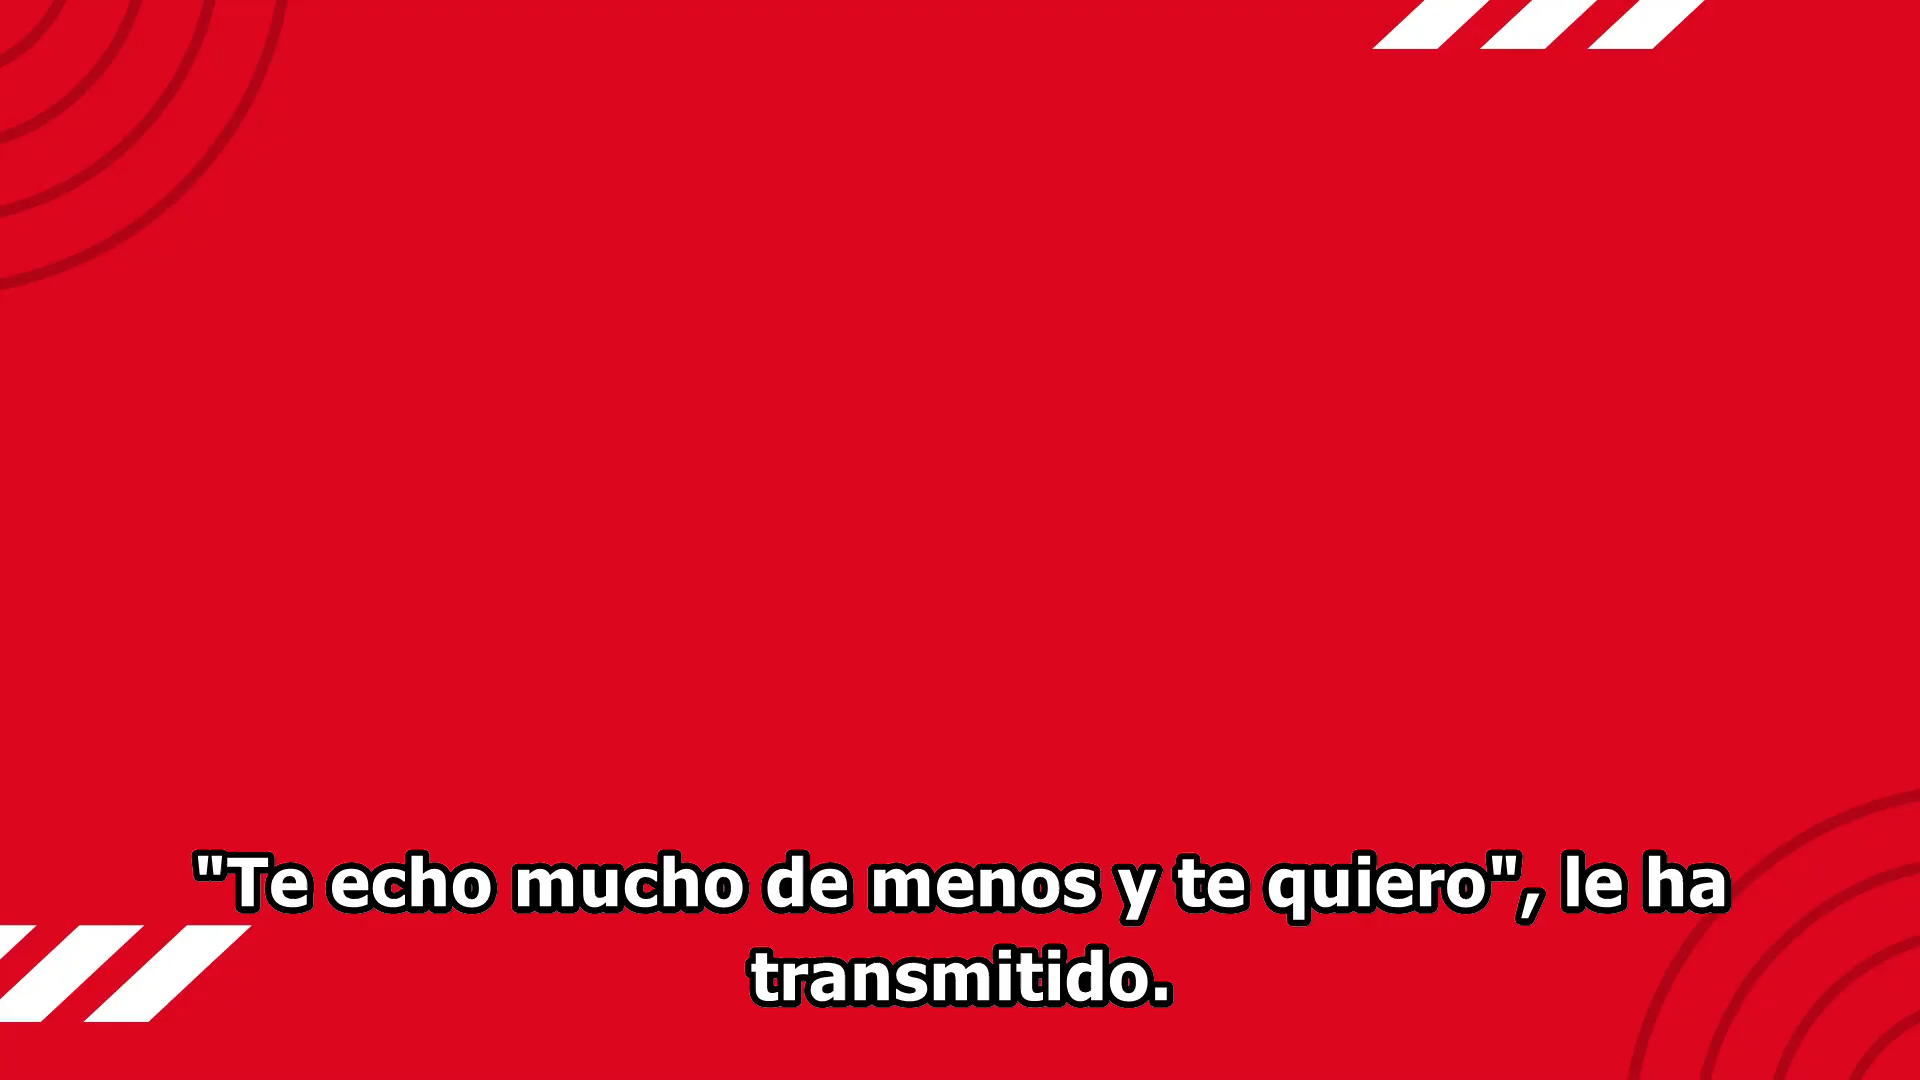 "Te echo mucho de menos y te quiero", le ha
transmitido.